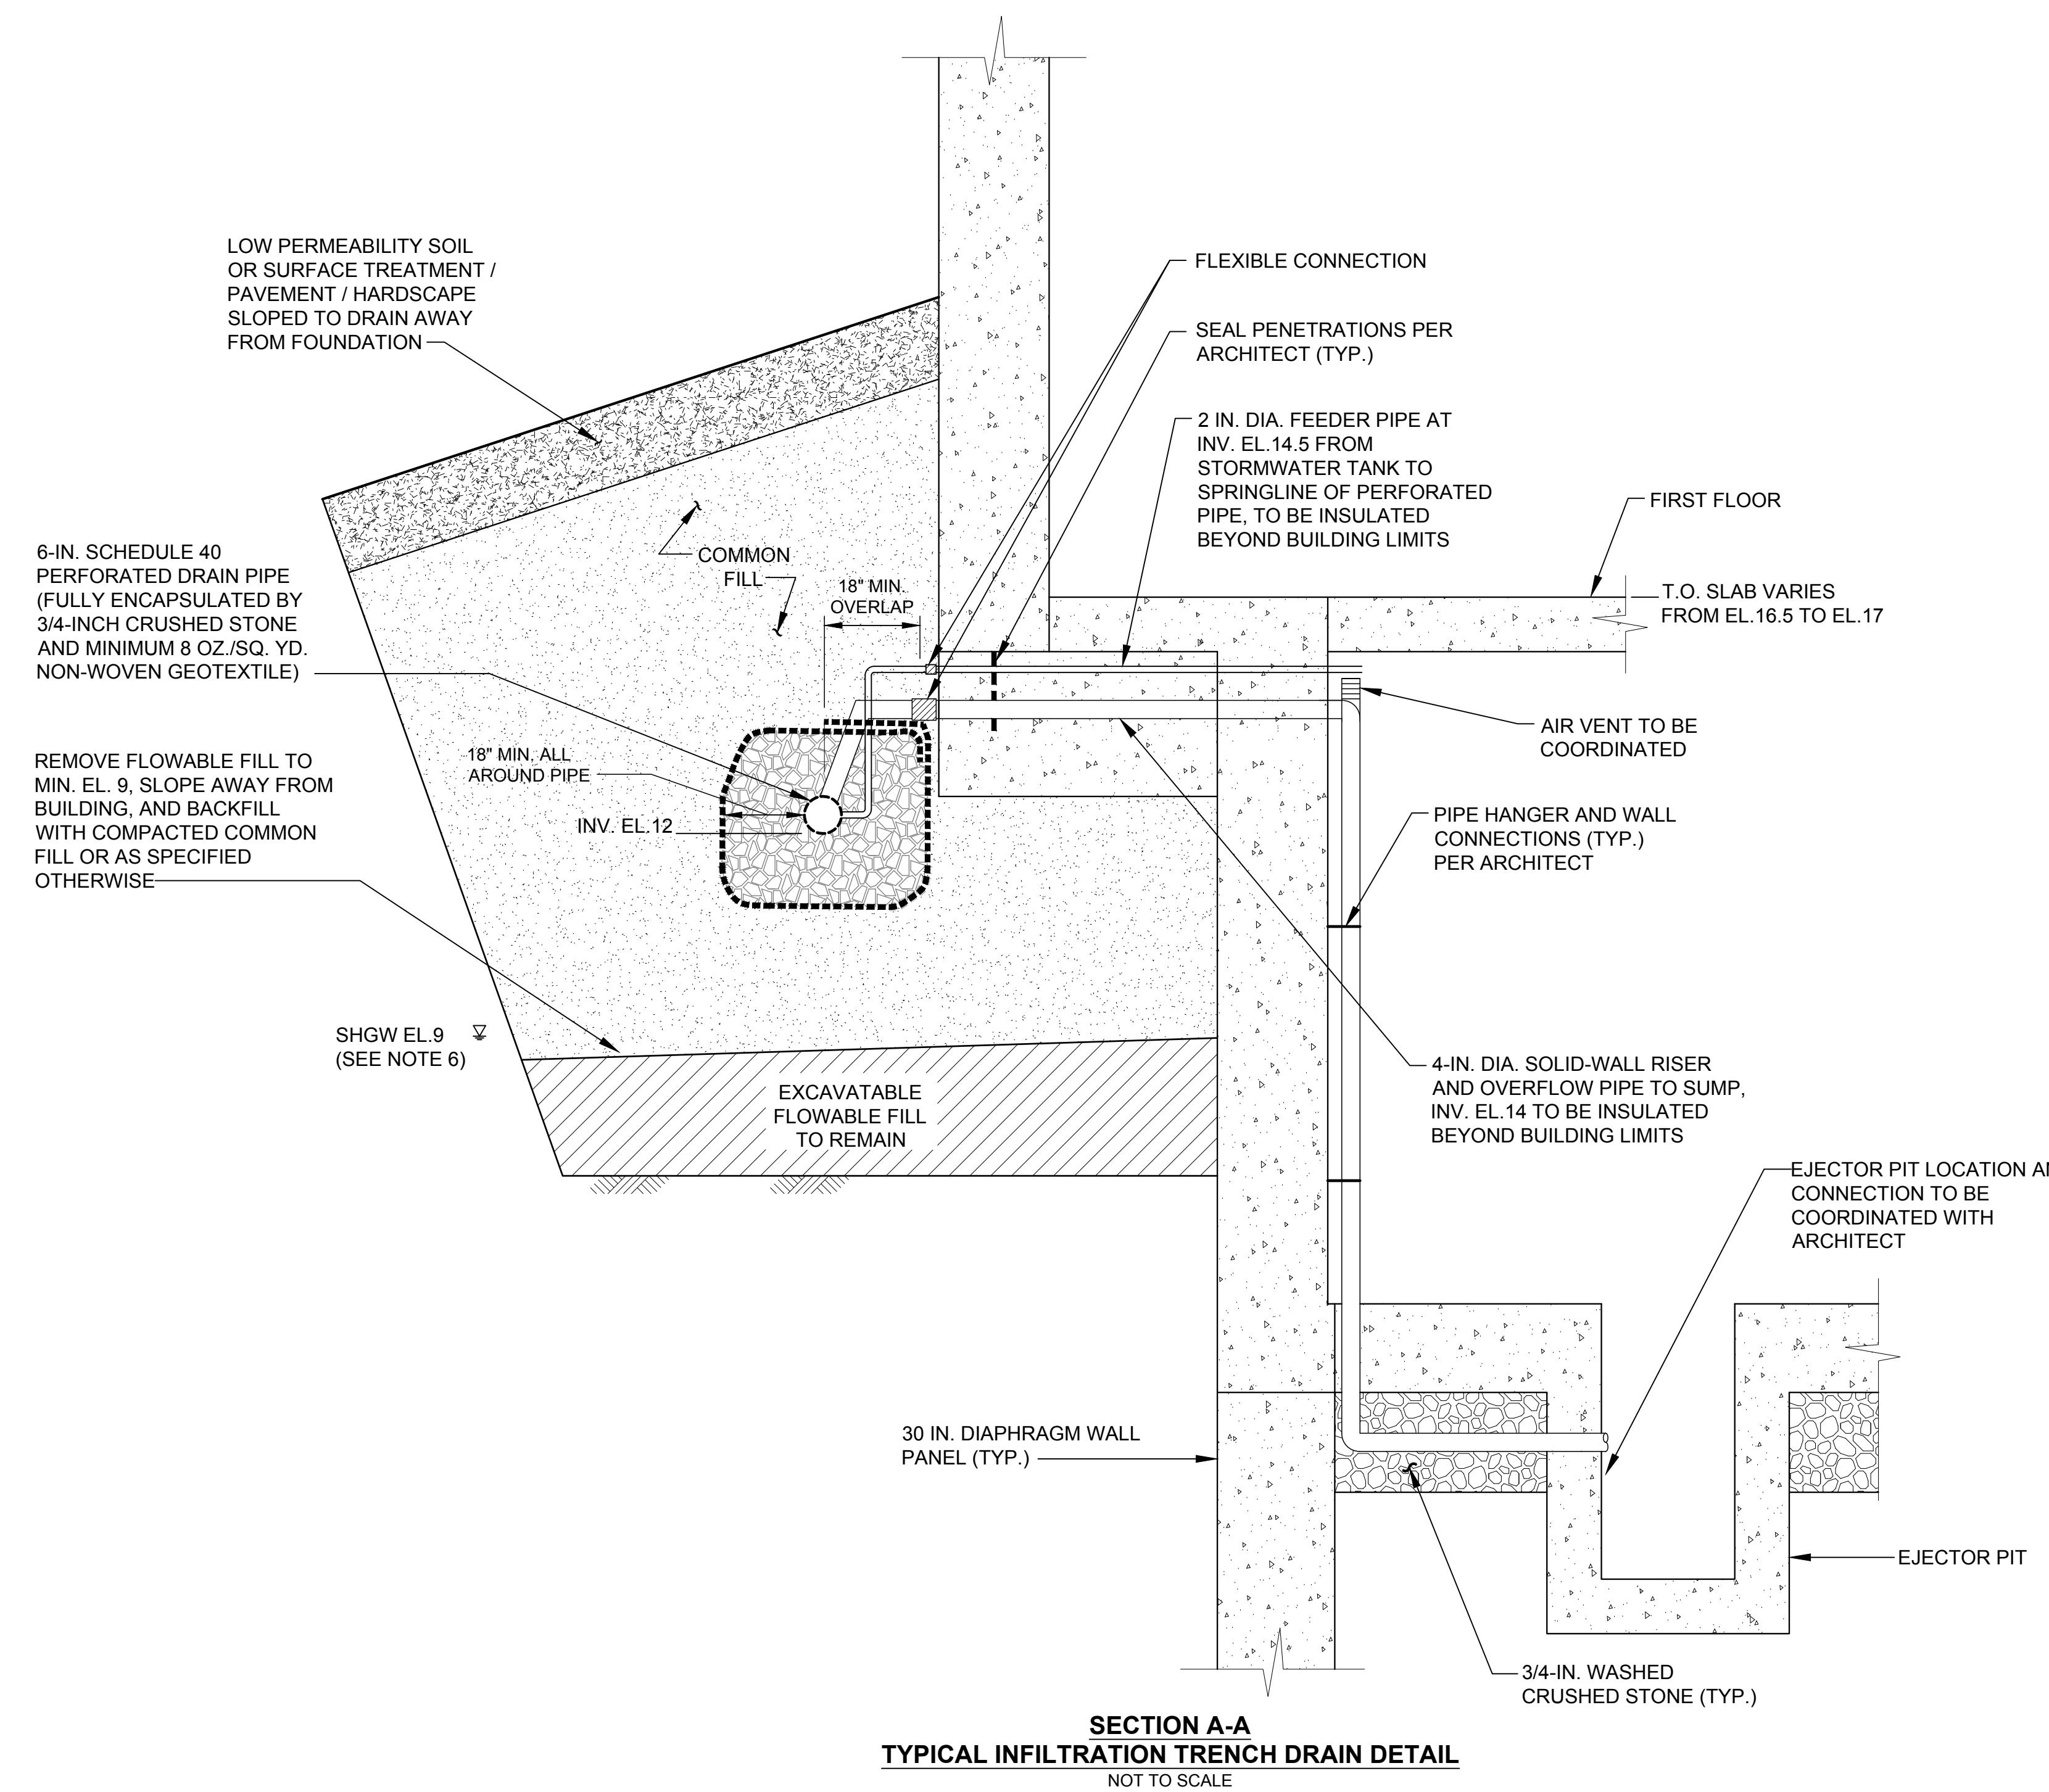 LOW PERMEABILITY SOIL
OR SURFACE TREATMENT /
PAVEMENT / HARDSCAPE
SLOPED TO DRAIN AWAY
FROM FOUNDATION
FLEXIBLE CONNECTION
SEAL PENETRATIONS PER
ARCHITECT (TYP.)
2 IN. DIA. FEEDER PIPE AT
INV. EL.14.5 FROM
STORMWATER TANK TO
SPRINGLINE OF PERFORATED
PIPE, TO BE INSULATED
BEYOND BUILDING LIMITS
FIRST FLOOR
T.O. SLAB VARIES
FROM EL.16.5 TO EL.17
6-IN. SCHEDULE 40
PERFORATED DRAIN PIPE
(FULLY ENCAPSULATED BY
3/4-INCH CRUSHED STONE
AND MINIMUM 8 OZ./SQ. YD.
NON-WOVEN GEOTEXTILE)
COMMON
FILL
18" MIN.
OVERLAP
AIR VENT TO BE
COORDINATED
REMOVE FLOWABLE FILL TO
MIN. EL. 9, SLOPE AWAY FROM
BUILDING, AND BACKFILL
WITH COMPACTED COMMON
FILL OR AS SPECIFIED
OTHERWISE
18" MIN. ALL
AROUND PIPE
INV. EL.12
PIPE HANGER AND WALL
CONNECTIONS (TYP.)
PER ARCHITECT
SHGW EL.9
(SEE NOTE 6)
4-IN. DIA. SOLID-WALL RISER
AND OVERFLOW PIPE TO SUMP,
INV. EL.14 TO BE INSULATED
BEYOND BUILDING LIMITS
EXCAVATABLE
FLOWABLE FILL
TO REMAIN
EJECTOR PIT LOCATION
CONNECTION TO BE
COORDINATED WITH
ARCHITECT
30 IN. DIAPHRAGM WALL
PANEL (TYP.)
EJECTOR PIT
3/4-IN. WASHED
CRUSHED STONE (TYP.)
SECTION A-A
TYPICAL INFILTRATION TRENCH DRAIN DETAIL
NOT TO SCALE